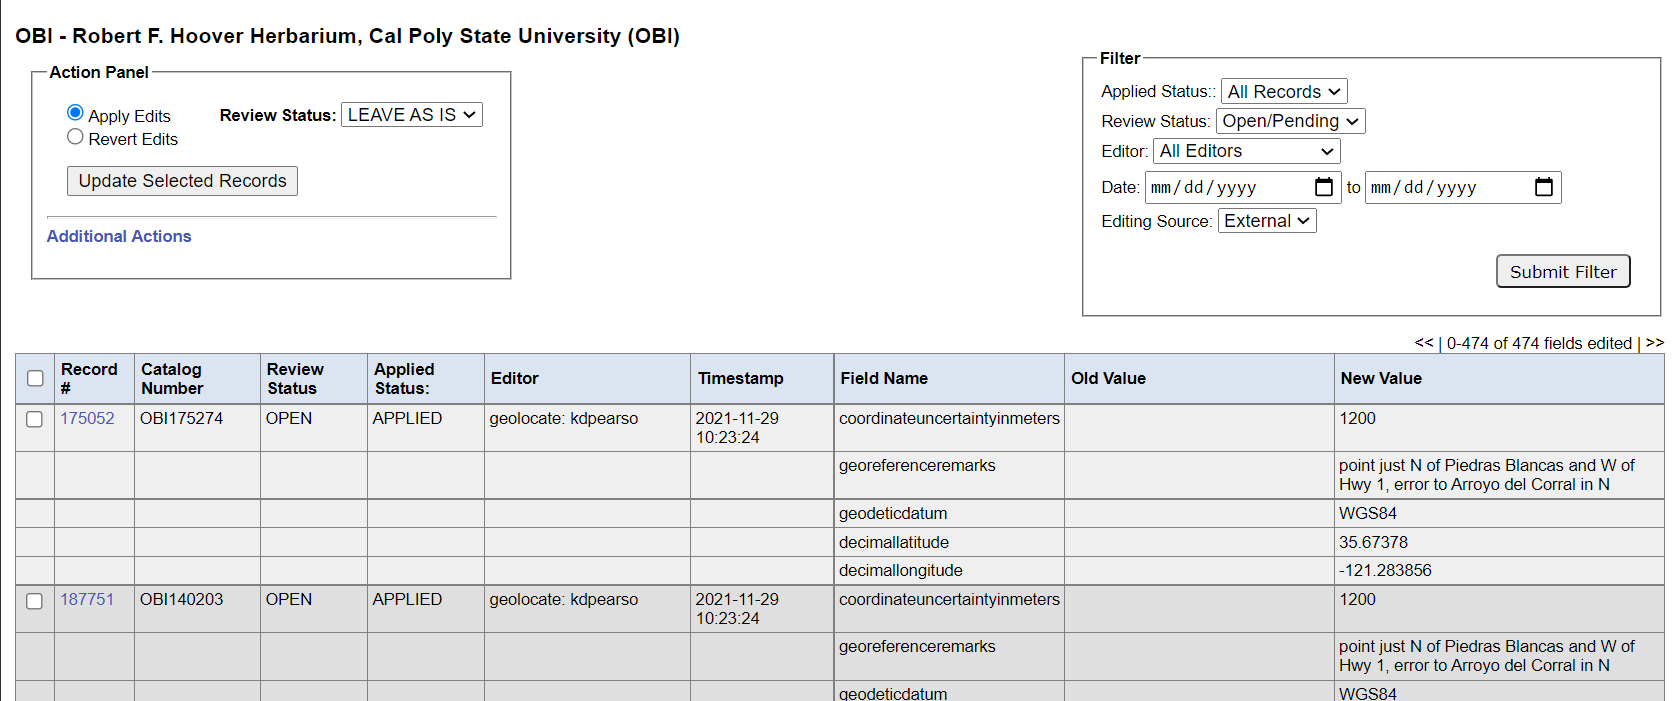 OBI - Robert F. Hoover Herbarium, Cal Poly State University (OBI)
Action Panel
Apply Edits
Revert Edits
Review Status: LEAVE AS IS
Update Selected Records
Additional Actions
Filter
Applied Status:: All Records
Review Status: Open/Pending
Editor: All Editors
Date: mm/dd/yyyy to mm/dd/yyyy
Editing Source: External
Submit Filter
<< | 0-474 of 474 fields edited | >>
Record # Catalog Number Review Status Applied Status: Editor Timestamp Field Name Old Value New Value
175052 OBI175274 OPEN APPLIED geolocate: kdpearso 2021-11-29 10:23:24 coordinateuncertaintyinmeters 1200
georeferenceremarks point just N of Piedras Blancas and W of
Hwy 1, error to Arroyo del Corral in N
geodeticdatum WGS84
decimallatitude 35.67378
decimallongitude -121.283856
187751 OBI140203 OPEN APPLIED geolocate: kdpearso 2021-11-29 10:23:24 coordinateuncertaintyinmeters 1200
georeferenceremarks point just N of Piedras Blancas and W of
Hwy 1, error to Arroyo del Corral in N
geodeticdatum WGS84